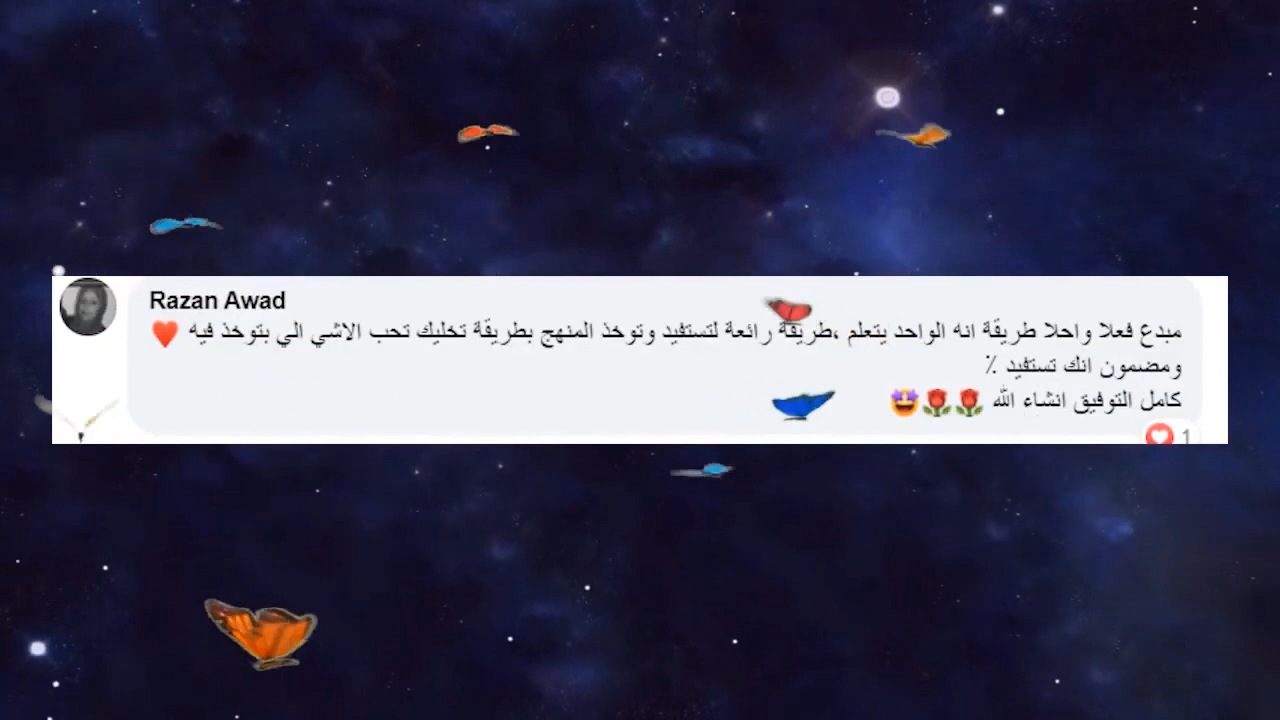 Razan Awad
مبدع فعلا واحلا طريقة انه الواحد يتعلم ،طريقة رائعة لتستفيد وتوخذ المنهج بطريقة تخليك تحب الاشي الي بتوخذ فيه ❤️
ومضمون انك تستفيد ٪
كامل التوفيق انشاء الله 🌹🌹🤩
1